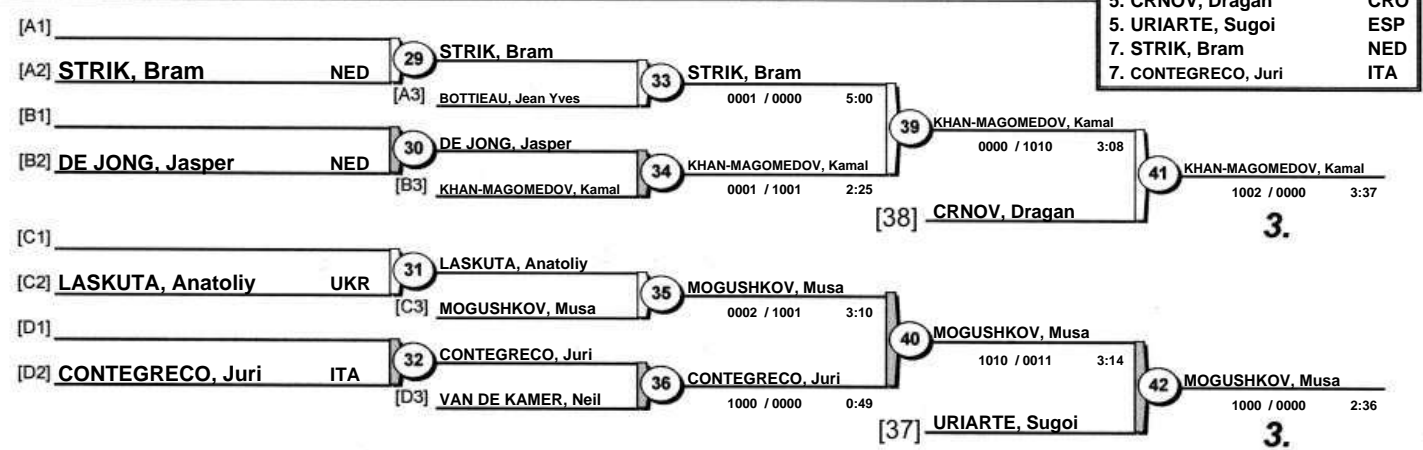 5. CRNOV, Dragan CRO
5. URIARTE, Sugoi ESP
7. STRIK, Bram NED
7. CONTEGRECO, Juri ITA
[A1]
[A2] STRIK, Bram NED
29
STRIK, Bram
[A3] BOTTIEAU, Jean Yves
33
STRIK, Bram
0001 / 0000 5:00
[B1]
[B2] DE JONG, Jasper NED
30
DE JONG, Jasper
[B3] KHAN-MAGOMEDOV, Kamal
34
KHAN-MAGOMEDOV, Kamal
0001 / 1001 2:25
39
KHAN-MAGOMEDOV, Kamal
0000 / 1010 3:08
[38] CRNOV, Dragan
41
KHAN-MAGOMEDOV, Kamal
1002 / 0000 3:37
3.
[C1]
[C2] LASKUTA, Anatoliy UKR
31
LASKUTA, Anatoliy
[C3] MOGUSHKOV, Musa
35
MOGUSHKOV, Musa
0002 / 1001 3:10
[D1]
[D2] CONTEGRECO, Juri ITA
32
CONTEGRECO, Juri
[D3] VAN DE KAMER, Neil
36
CONTEGRECO, Juri
1000 / 0000 0:49
40
MOGUSHKOV, Musa
1010 / 0011 3:14
[37] URIARTE, Sugoi
42
MOGUSHKOV, Musa
1000 / 0000 2:36
3.